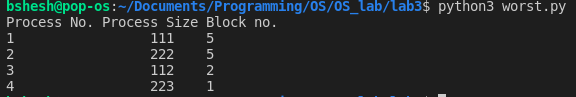 bshesh@pop-os:~/Documents/Programming/OS/OS_lab/lab3$ python3 worst.py
Process No. Process Size Block no.
1 111 5
2 222 5
3 112 2
4 223 1